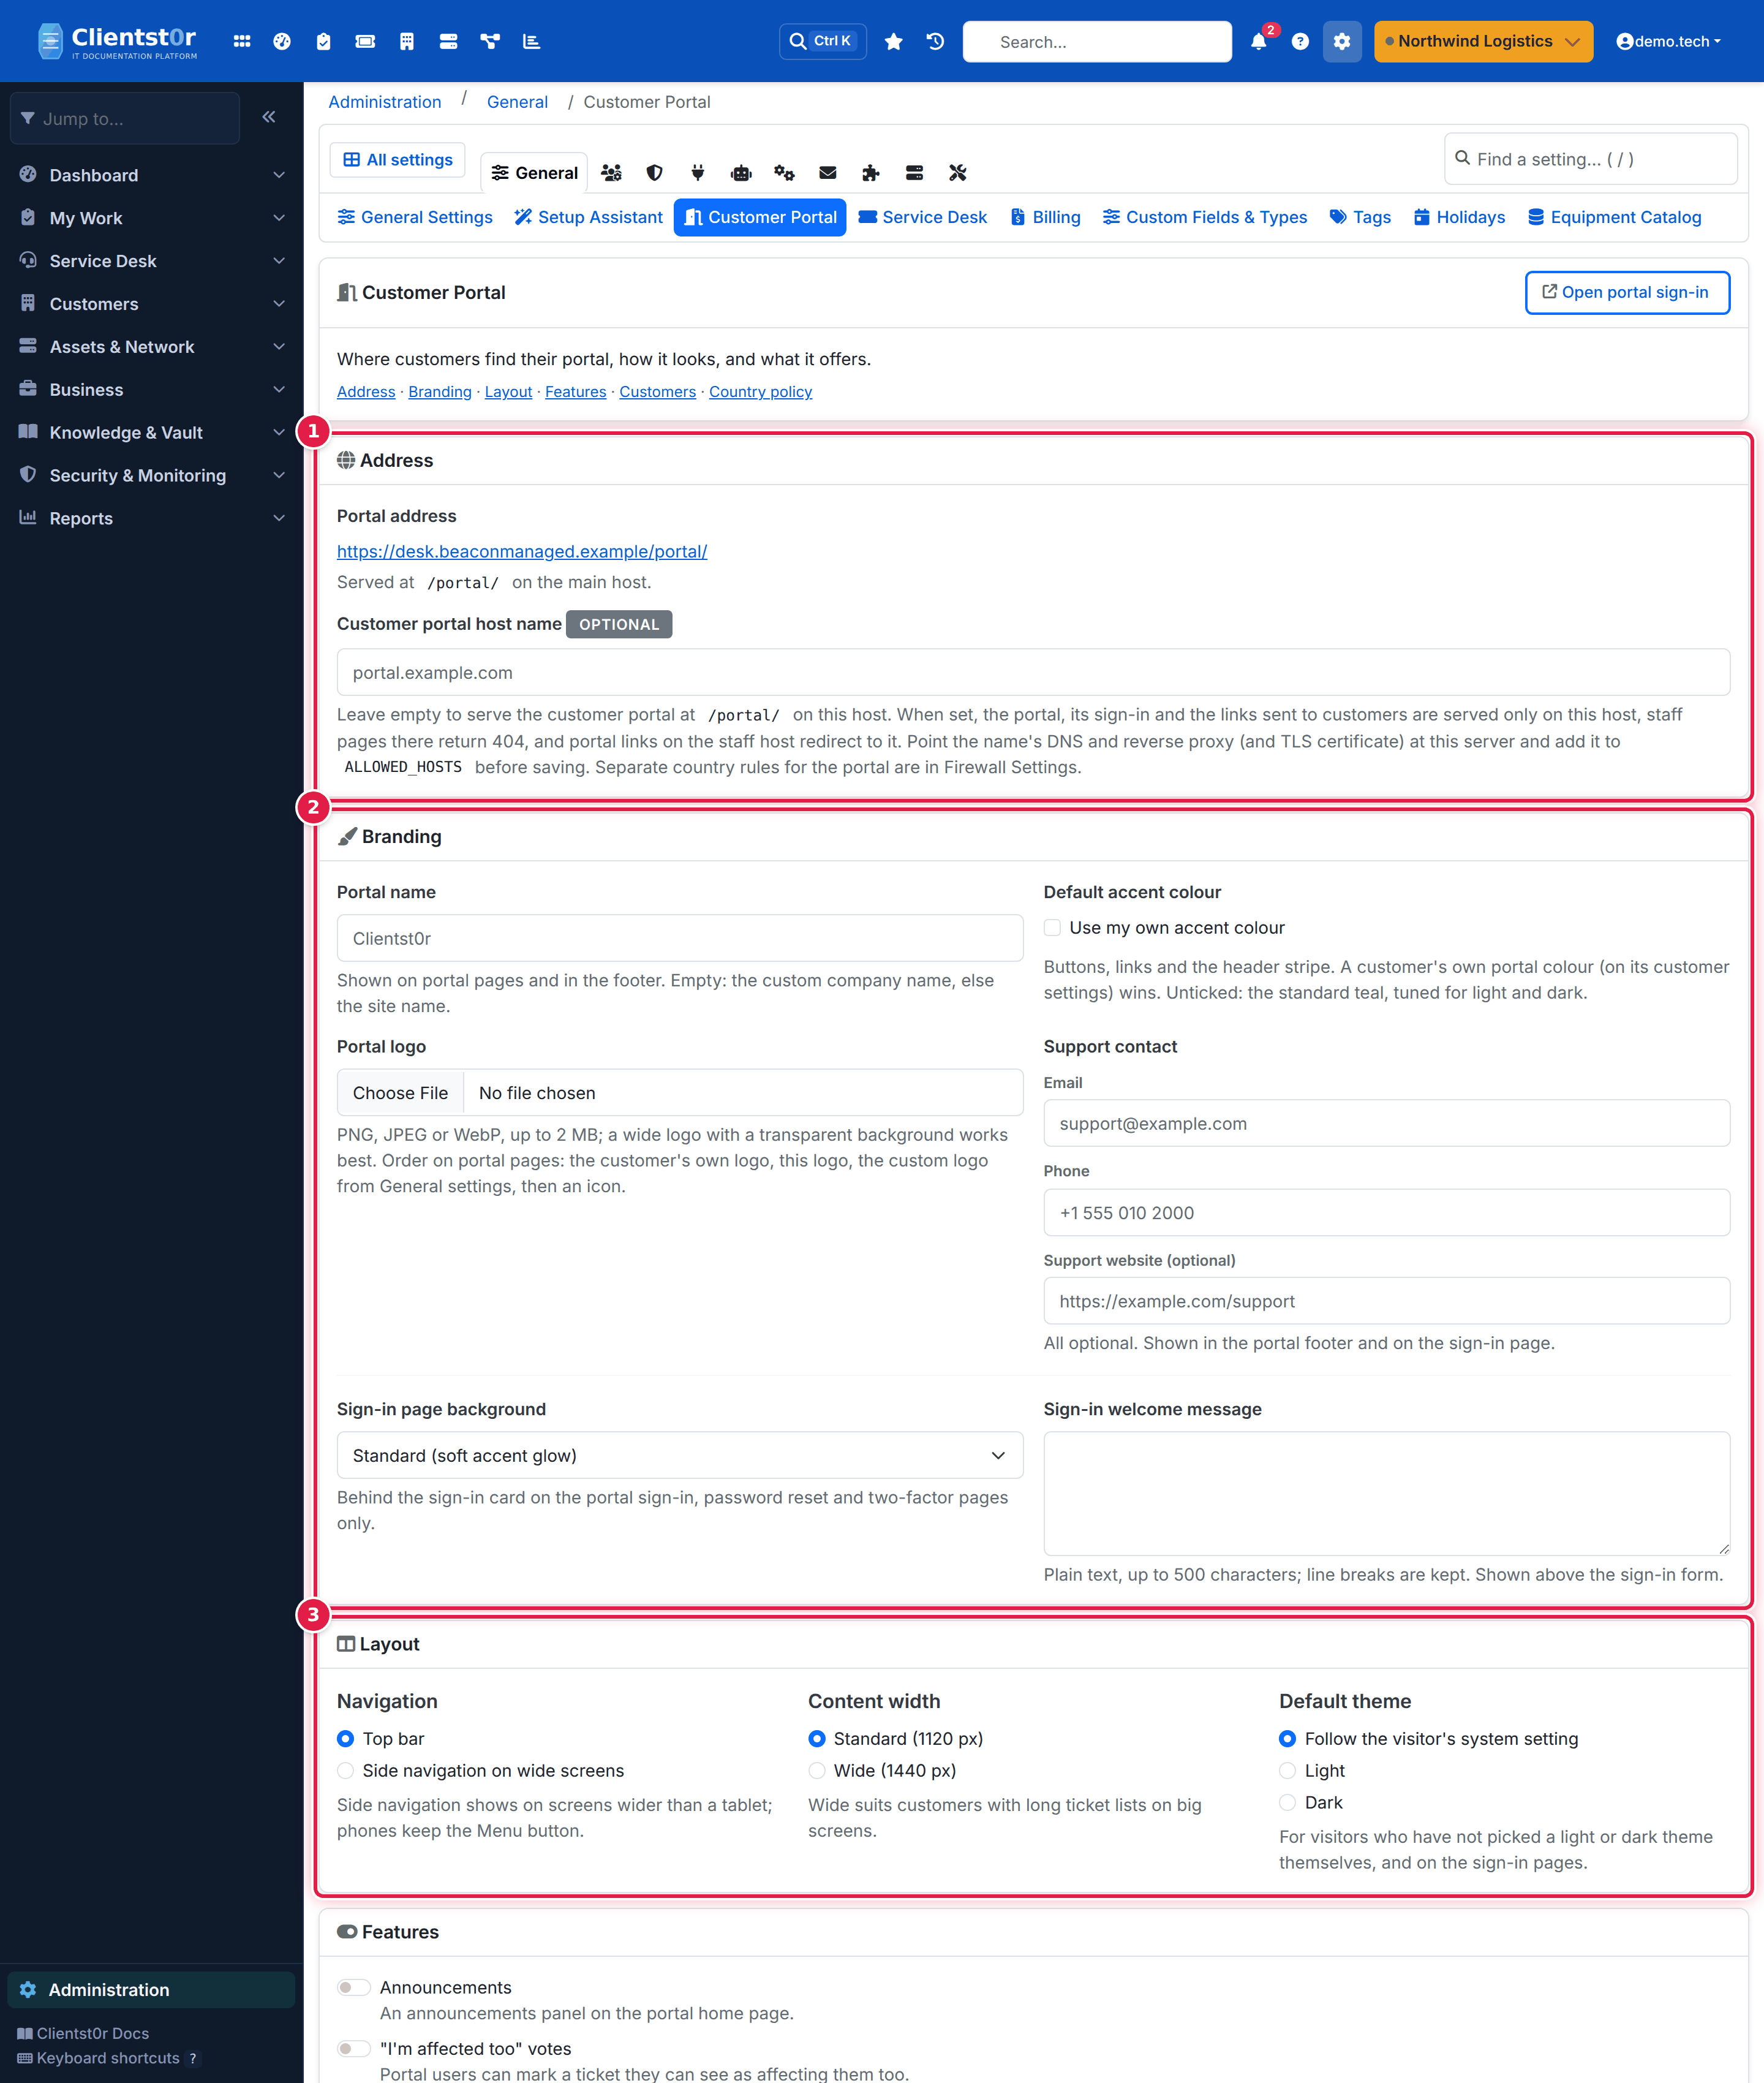 Clientst0r
IT DOCUMENTATION PLATFORM
Ctrl K
Search...
2
?
Northwind Logistics
demo.tech
Jump to...
Dashboard
My Work
Service Desk
Customers
Assets & Network
Business
Knowledge & Vault
Security & Monitoring
Reports
Administration
Clientst0r Docs
Keyboard shortcuts ?
Administration / General / Customer Portal
All settings
General
Find a setting... ( / )
General Settings
Setup Assistant
Customer Portal
Service Desk
Billing
Custom Fields & Types
Tags
Holidays
Equipment Catalog
Customer Portal
Open portal sign-in
Where customers find their portal, how it looks, and what it offers.
Address · Branding · Layout · Features · Customers · Country policy
1
Address
Portal address
https://desk.beaconmanaged.example/portal/
Served at /portal/ on the main host.
Customer portal host name OPTIONAL
portal.example.com
Leave empty to serve the customer portal at /portal/ on this host. When set, the portal, its sign-in and the links sent to customers are served only on this host, staff
pages there return 404, and portal links on the staff host redirect to it. Point the name's DNS and reverse proxy (and TLS certificate) at this server and add it to
ALLOWED_HOSTS before saving. Separate country rules for the portal are in Firewall Settings.
2
Branding
Portal name
Clientst0r
Shown on portal pages and in the footer. Empty: the custom company name, else
the site name.
Default accent colour
Use my own accent colour
Buttons, links and the header stripe. A customer's own portal colour (on its customer
settings) wins. Unticked: the standard teal, tuned for light and dark.
Portal logo
Choose File No file chosen
PNG, JPEG or WebP, up to 2 MB; a wide logo with a transparent background works
best. Order on portal pages: the customer's own logo, this logo, the custom logo
from General settings, then an icon.
Support contact
Email
support@example.com
Phone
+1 555 010 2000
Support website (optional)
https://example.com/support
All optional. Shown in the portal footer and on the sign-in page.
Sign-in page background
Standard (soft accent glow)
Behind the sign-in card on the portal sign-in, password reset and two-factor pages
only.
Sign-in welcome message
Plain text, up to 500 characters; line breaks are kept. Shown above the sign-in form.
3
Layout
Navigation
Top bar
Side navigation on wide screens
Side navigation shows on screens wider than a tablet;
phones keep the Menu button.
Content width
Standard (1120 px)
Wide (1440 px)
Wide suits customers with long ticket lists on big
screens.
Default theme
Follow the visitor's system setting
Light
Dark
For visitors who have not picked a light or dark theme
themselves, and on the sign-in pages.
Features
Announcements
An announcements panel on the portal home page.
"I'm affected too" votes
Portal users can mark a ticket they can see as affecting them too.